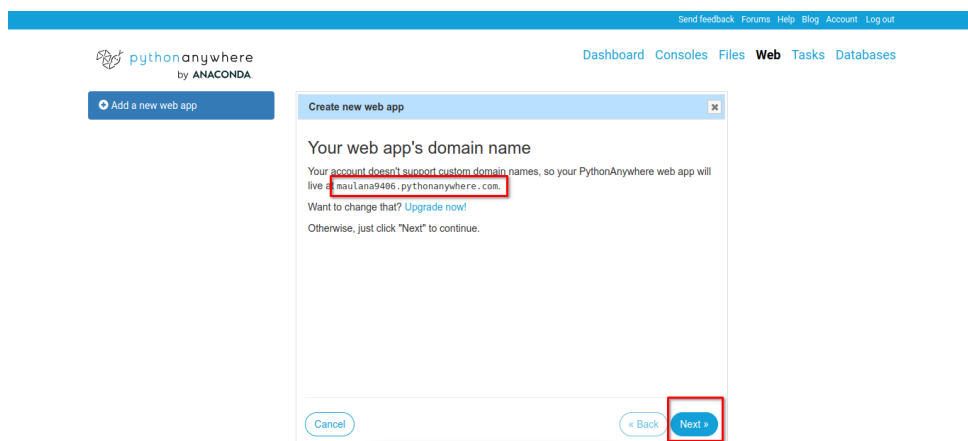 Send feedback Forums Help Blog Account Log out
pythonanywhere
by ANACONDA.
Dashboard Consoles Files Web Tasks Databases
Add a new web app
Create new web app
Your web app's domain name
Your account doesn't support custom domain names, so your PythonAnywhere web app will
live at maulana9406.pythonanywhere.com.
Want to change that? Upgrade now!
Otherwise, just click "Next" to continue.
Cancel
« Back
Next »